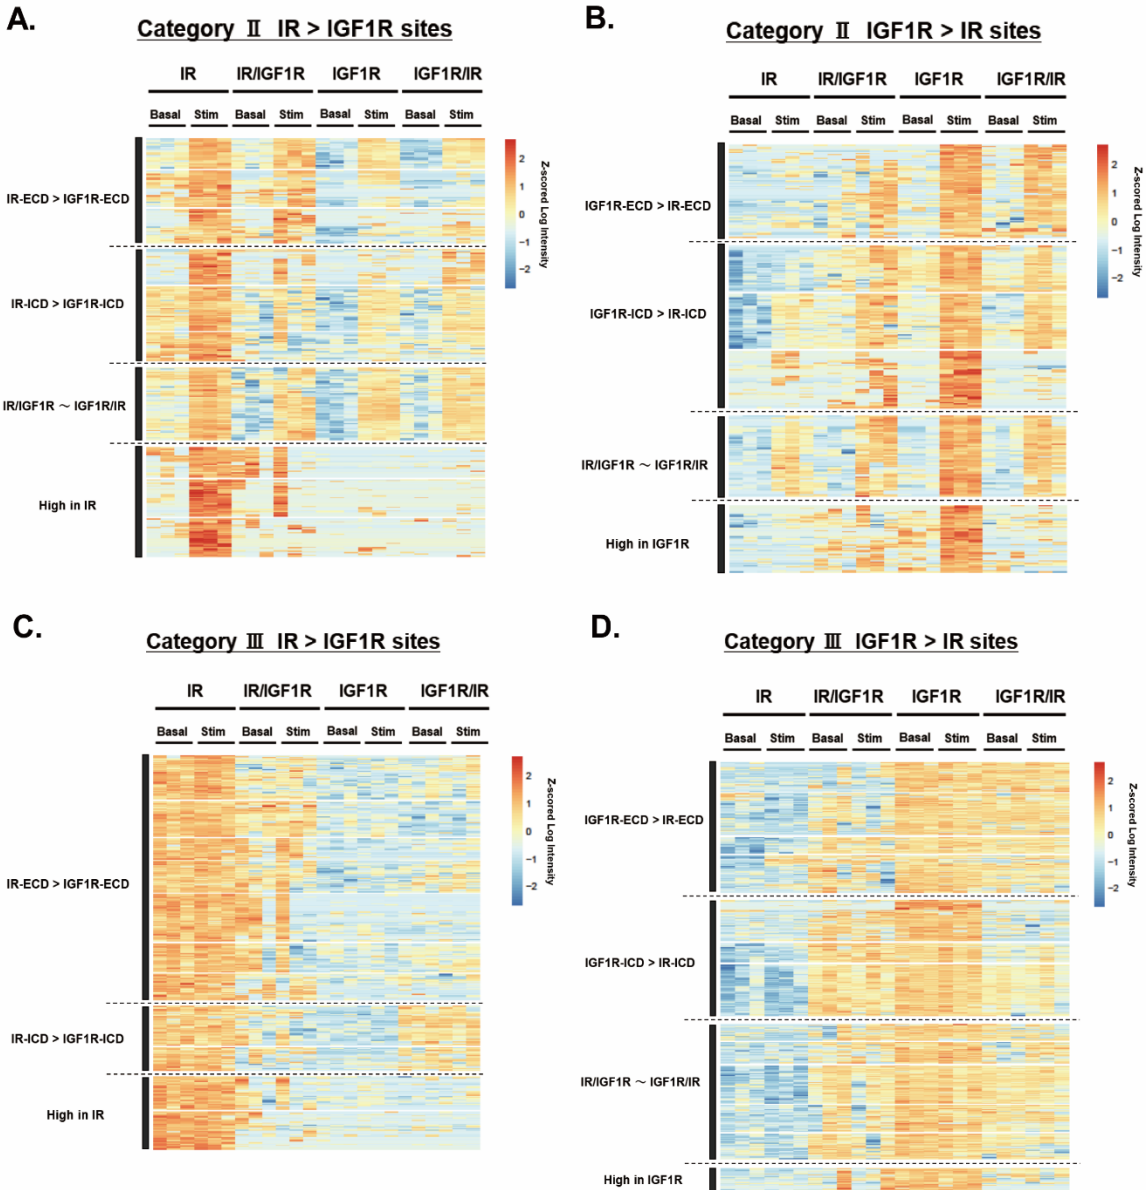 A.
Category Ⅱ IR > IGF1R sites
IR IR/IGF1R IGF1R IGF1R/IR
Basal Stim Basal Stim Basal Stim Basal Stim
IR-ECD > IGF1R-ECD
IR-ICD > IGF1R-ICD
IR/IGF1R ～ IGF1R/IR
High in IR
2
1
0
−1
−2
Z-scored Log Intensity
B.
Category Ⅱ IGF1R > IR sites
IR IR/IGF1R IGF1R IGF1R/IR
Basal Stim Basal Stim Basal Stim Basal Stim
IGF1R-ECD > IR-ECD
IGF1R-ICD > IR-ICD
IR/IGF1R ～ IGF1R/IR
High in IGF1R
2
1
0
−1
−2
Z-scored Log Intensity
C.
Category Ⅲ IR > IGF1R sites
IR IR/IGF1R IGF1R IGF1R/IR
Basal Stim Basal Stim Basal Stim Basal Stim
IR-ECD > IGF1R-ECD
IR-ICD > IGF1R-ICD
High in IR
2
1
0
−1
−2
Z-scored Log Intensity
D.
Category Ⅲ IGF1R > IR sites
IR IR/IGF1R IGF1R IGF1R/IR
Basal Stim Basal Stim Basal Stim Basal Stim
IGF1R-ECD > IR-ECD
IGF1R-ICD > IR-ICD
IR/IGF1R ～ IGF1R/IR
High in IGF1R
2
1
0
−1
−2
Z-scored Log Intensity